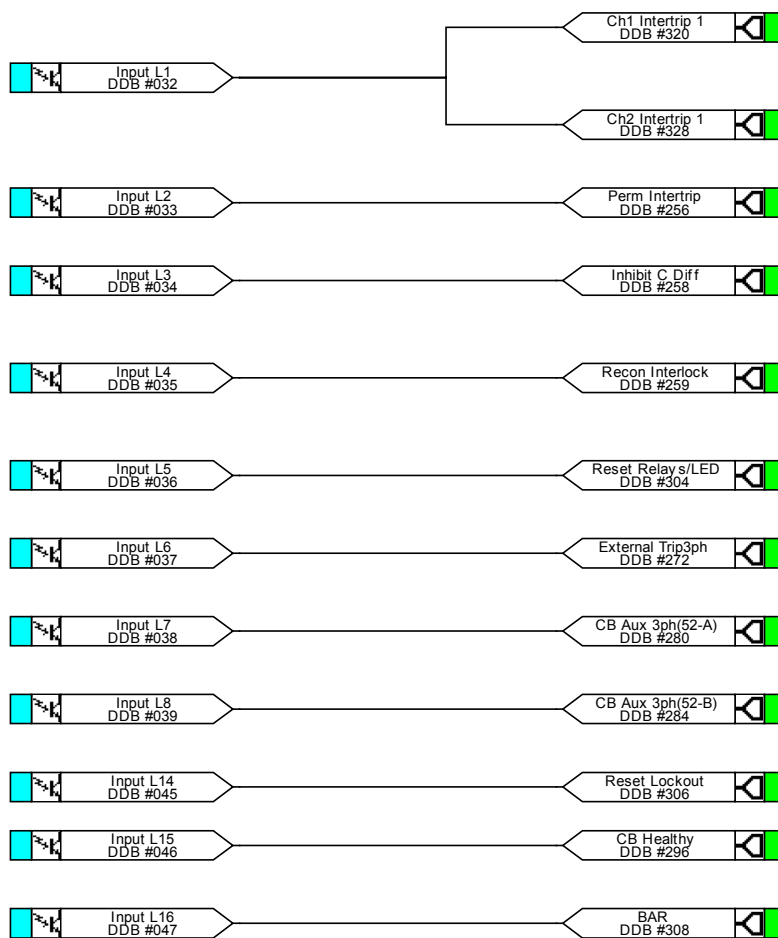 Ch1 Intertrip 1
DDB #320
Input L1
DDB #032
Ch2 Intertrip 1
DDB #328
Input L2
DDB #033
Perm Intertrip
DDB #256
Input L3
DDB #034
Inhibit C Diff
DDB #258
Input L4
DDB #035
Recon Interlock
DDB #259
Input L5
DDB #036
Reset Relays/LED
DDB #304
Input L6
DDB #037
External Trip3ph
DDB #272
Input L7
DDB #038
CB Aux 3ph(52-A)
DDB #280
Input L8
DDB #039
CB Aux 3ph(52-B)
DDB #284
Input L14
DDB #045
Reset Lockout
DDB #306
Input L15
DDB #046
CB Healthy
DDB #296
Input L16
DDB #047
BAR
DDB #308